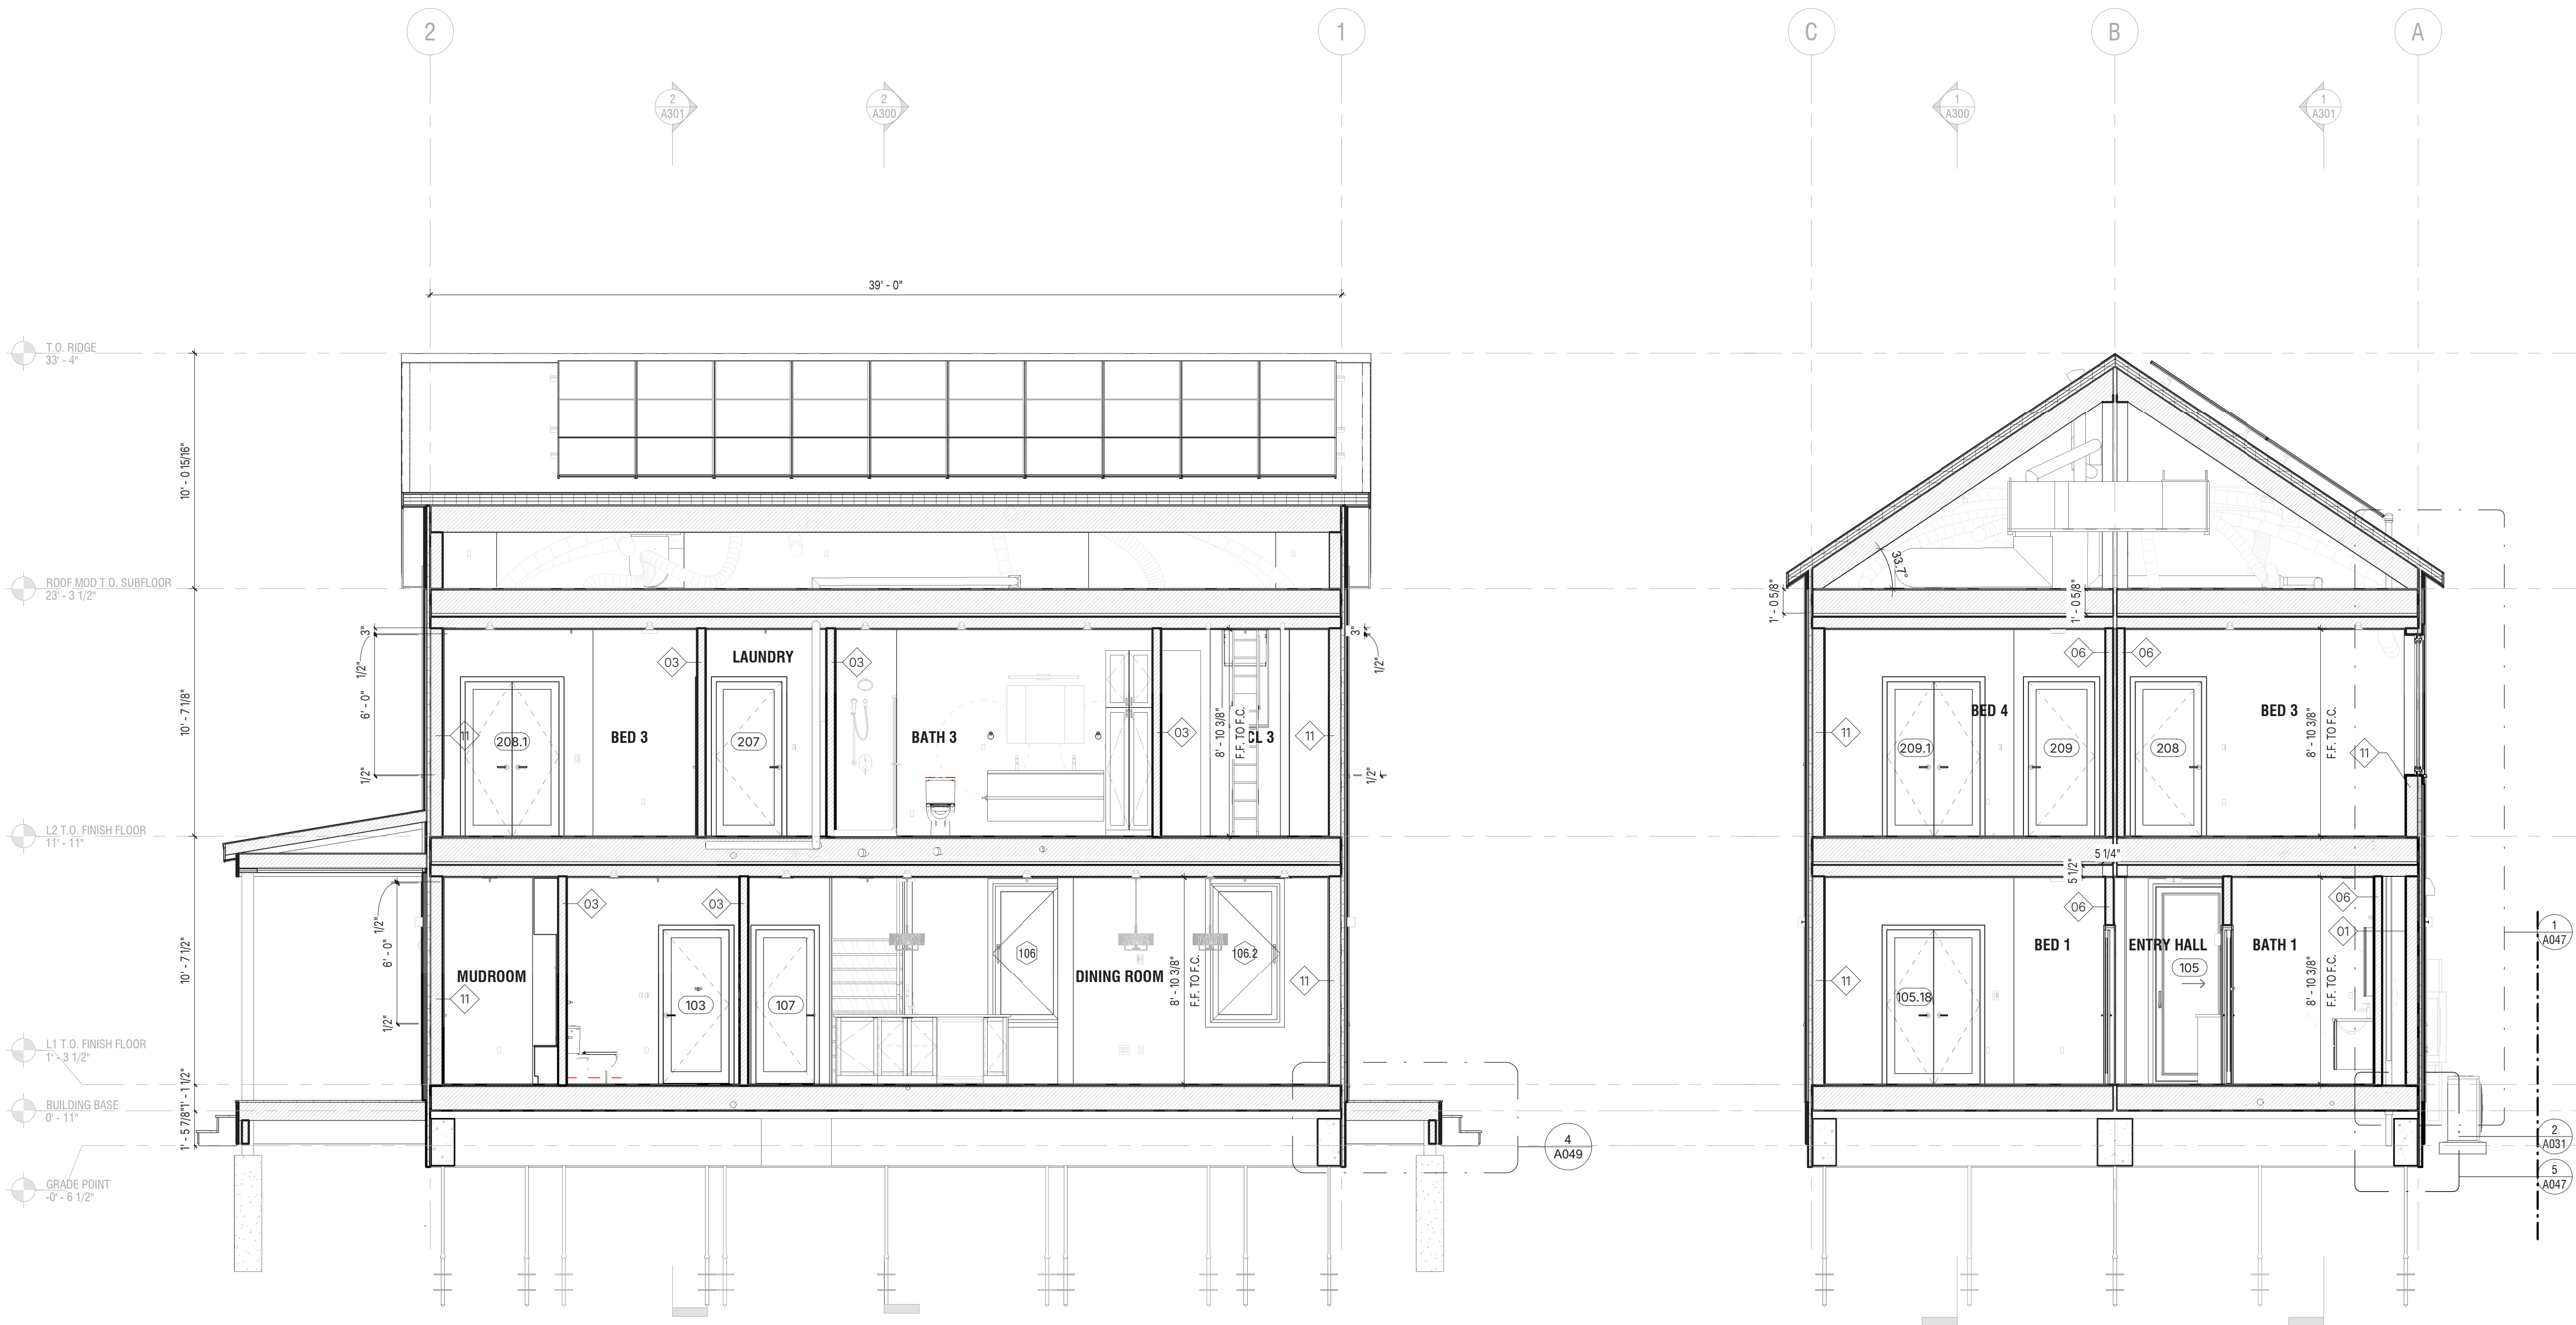 2
1
C
B
A
2
A301
2
A300
1
A300
1
A301
39' - 0"
T.O. RIDGE
33' - 4"
10' - 0 15/16"
33.7°
ROOF MOD T.O. SUBFLOOR
23' - 3 1/2"
1' - 0 5/8"
1' - 0 5/8"
3"
1/2"
6' - 0"
1/2"
10' - 7 1/8"
03
LAUNDRY
03
3"
1/2"
06
06
11
208.1
BED 3
207
BATH 3
03
8' - 10 3/8"
F.F. TO F.C.
CL 3
11
1/2"
11
209.1
BED 4
209
208
BED 3
8' - 10 3/8"
F.F. TO F.C.
11
L2 T.O. FINISH FLOOR
11' - 11"
5 1/4"
5 1/2"
1/2"
6' - 0"
1/2"
10' - 7 1/2"
03
03
06
06
01
MUDROOM
11
103
107
106
DINING ROOM
8' - 10 3/8"
F.F. TO F.C.
106.2
11
11
105.18
BED 1
ENTRY HALL
105
BATH 1
8' - 10 3/8"
F.F. TO F.C.
1
A047
L1 T.O. FINISH FLOOR
1' - 3 1/2"
1' - 1 1/2"
BUILDING BASE
0' - 11"
1' - 5 7/8"
4
A049
2
A031
5
A047
GRADE POINT
-0' - 6 1/2"